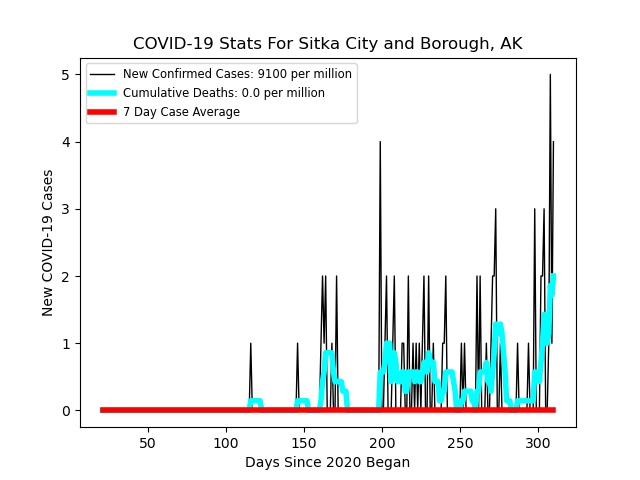 COVID-19 Stats For Sitka City and Borough, AK
New Confirmed Cases: 9100 per million
Cumulative Deaths: 0.0 per million
7 Day Case Average
New COVID-19 Cases
5
4
3
2
1
0
50 100 150 200 250 300
Days Since 2020 Began